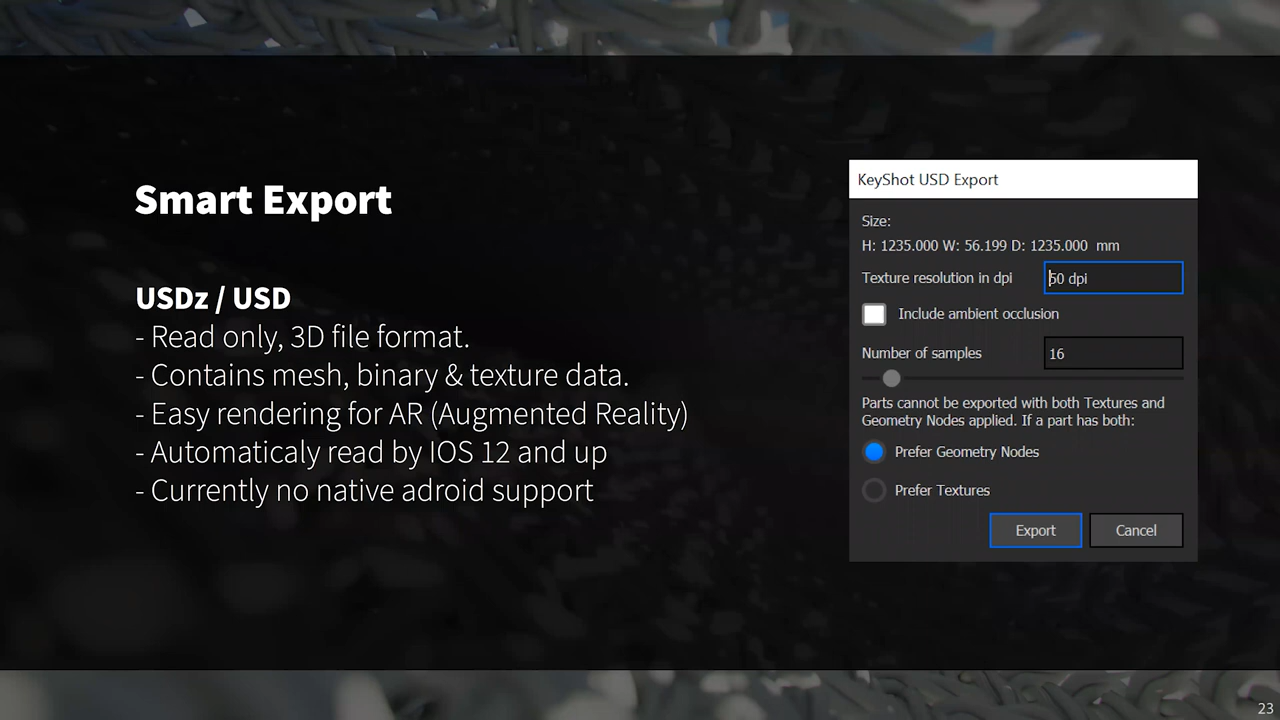 Smart Export
USDz / USD
- Read only, 3D file format.
- Contains mesh, binary & texture data.
- Easy rendering for AR (Augmented Reality)
- Automaticaly read by IOS 12 and up
- Currently no native adroid support
KeyShot USD Export
Size:
H: 1235.000 W: 56.199 D: 1235.000 mm
Texture resolution in dpi 50 dpi
Include ambient occlusion
Number of samples 16
Parts cannot be exported with both Textures and
Geometry Nodes applied. If a part has both:
Prefer Geometry Nodes
Prefer Textures
Export Cancel
23